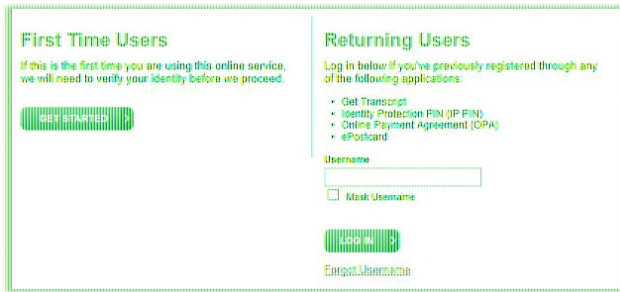 First Time Users
If this is the first time you are using this online service,
we will need to verify your identity before we proceed.
GET STARTED >
Returning Users
Log in below if you've previously registered through any
of the following applications:
• Get Transcript
• Identity Protection PIN (IP PIN)
• Online Payment Agreement (OPA)
• ePostcard
Username
Mask Username
LOG IN >
Forgot Username